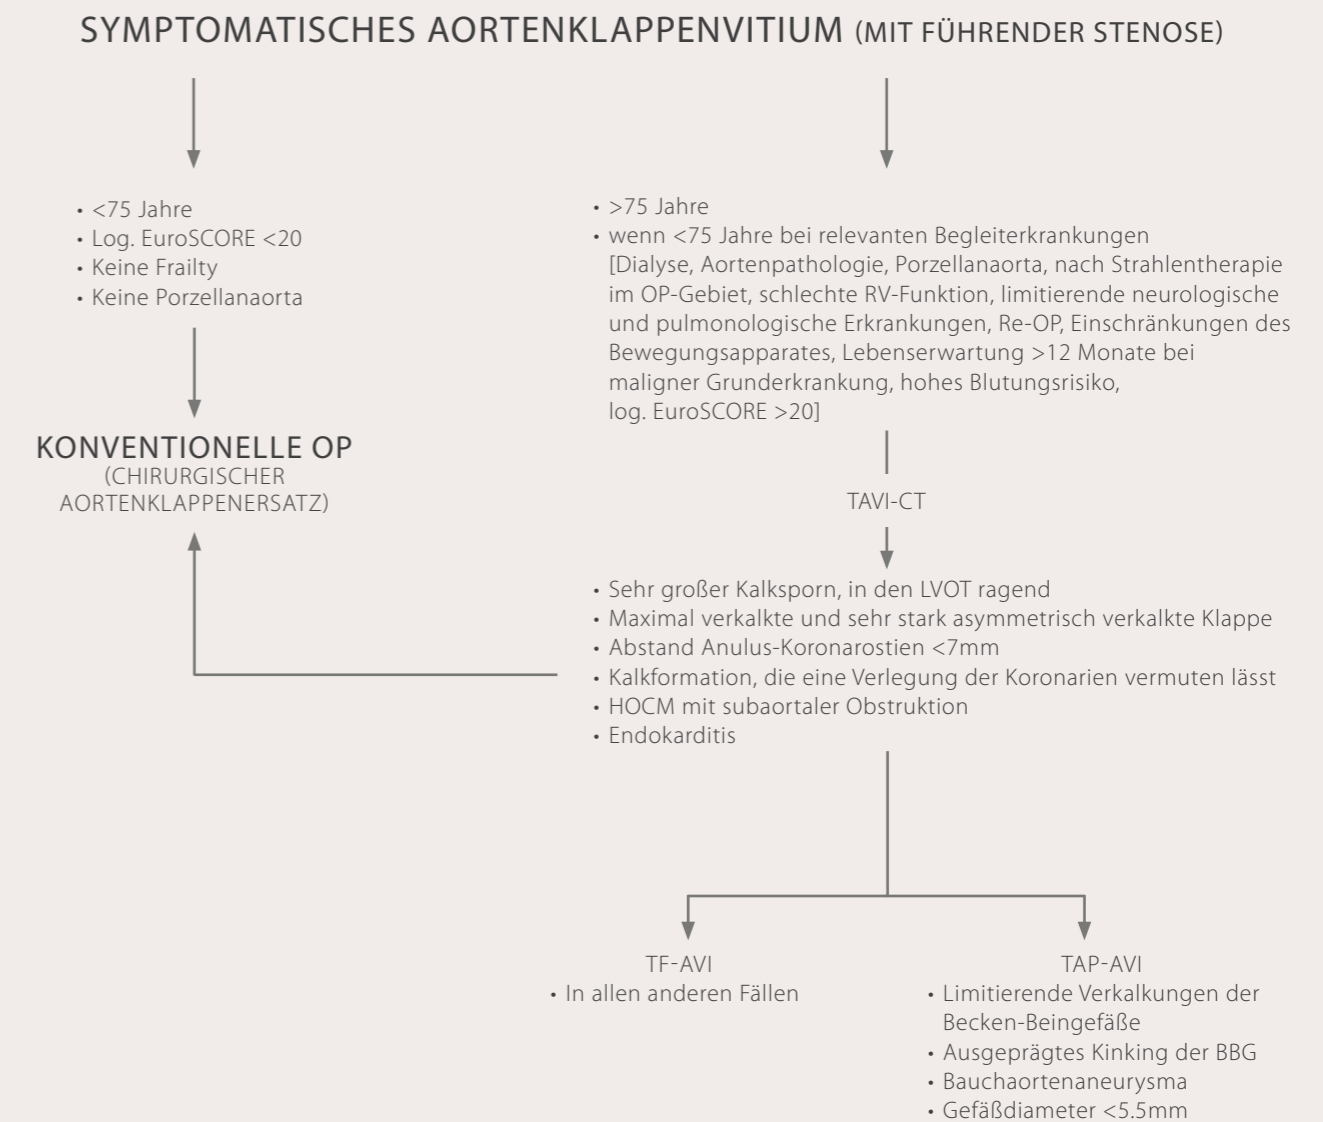 SYMPTOMATISCHES AORTENKLAPPENVITIUM (MIT FÜHRENDER STENOSE)
• <75 Jahre
• Log. EuroSCORE <20
• Keine Frailty
• Keine Porzellanaorta
KONVENTIONELLE OP
(CHIRURGISCHER
AORTENKLAPPENERSATZ)
• >75 Jahre
• wenn <75 Jahre bei relevanten Begleiterkrankungen
[Dialyse, Aortenpathologie, Porzellanaorta, nach Strahlentherapie
im OP-Gebiet, schlechte RV-Funktion, limitierende neurologische
und pulmonologische Erkrankungen, Re-OP, Einschränkungen des
Bewegungsapparates, Lebenserwartung >12 Monate bei
maligner Grunderkrankung, hohes Blutungsrisiko,
log. EuroSCORE >20]
TAVI-CT
• Sehr großer Kalksporn, in den LVOT ragend
• Maximal verkalkte und sehr stark asymmetrisch verkalkte Klappe
• Abstand Anulus-Koronarostien <7mm
• Kalkformation, die eine Verlegung der Koronarien vermuten lässt
• HOCM mit subaortaler Obstruktion
• Endokarditis
TF-AVI
• In allen anderen Fällen
TAP-AVI
• Limitierende Verkalkungen der
Becken-Beingefäße
• Ausgeprägtes Kinking der BBG
• Bauchaortenaneurysma
• Gefäßdiameter <5.5mm